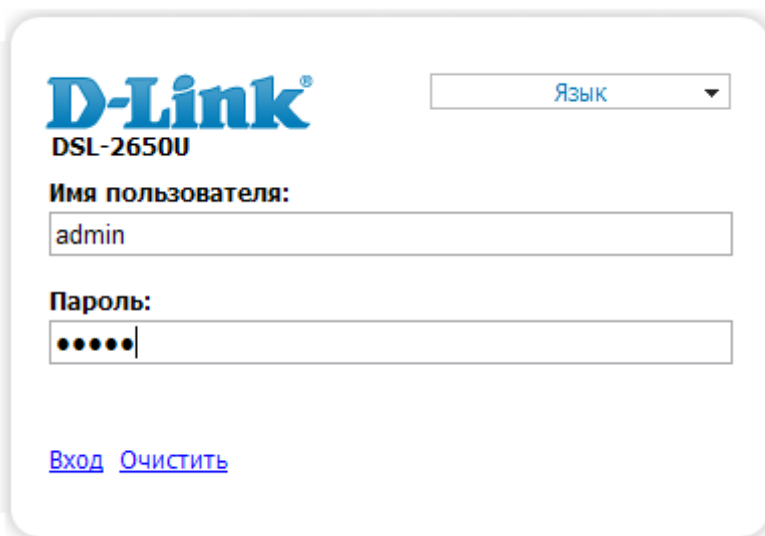 D-Link®
Язык
DSL-2650U
Имя пользователя:
admin
Пароль:
•••••
Вход Очистить